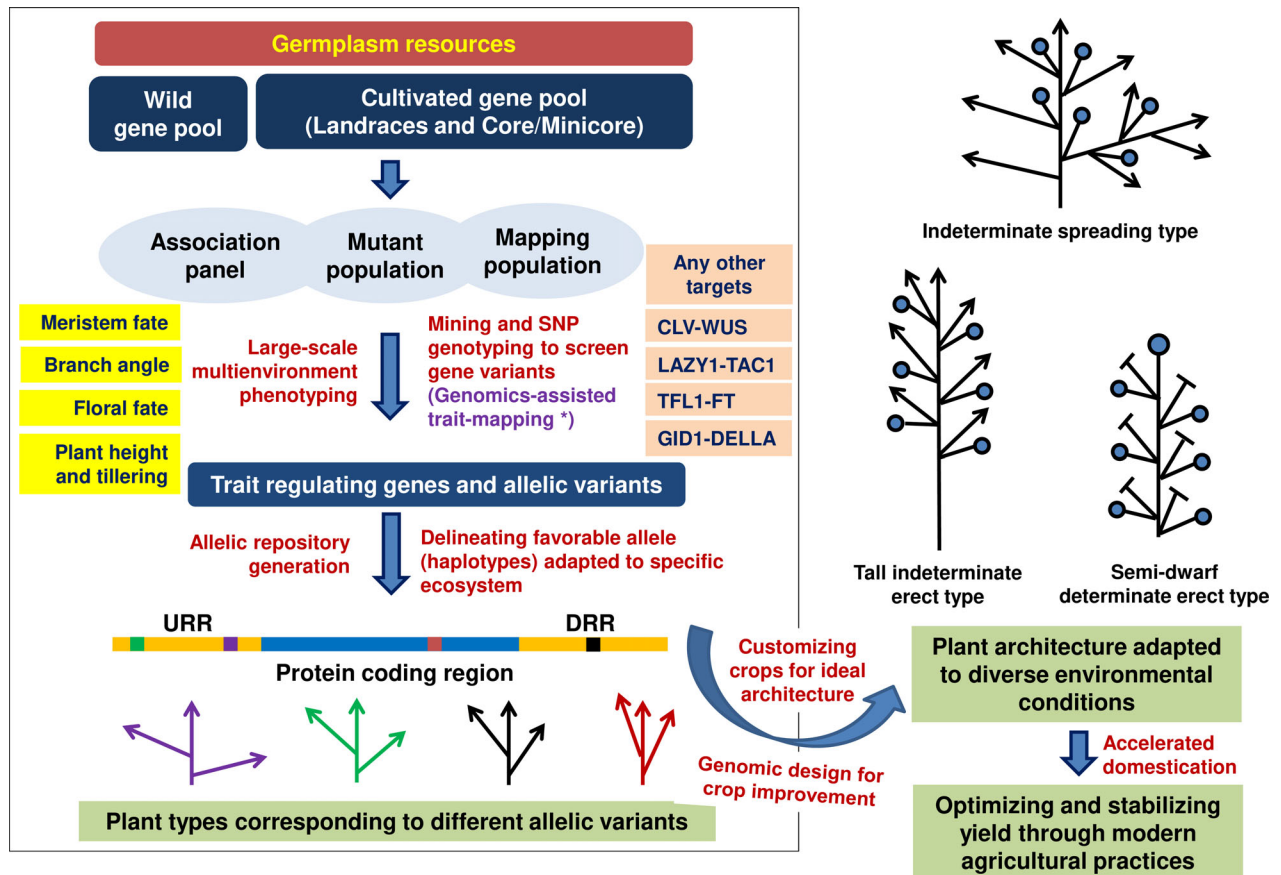 Germplasm resources
Wild
gene pool
Cultivated gene pool
(Landraces and Core/Minicore)
Association
panel
Mutant
population
Mapping
population
Meristem fate
Branch angle
Floral fate
Plant height
and tillering
Large-scale
multienvironment
phenotyping
Mining and SNP
genotyping to screen
gene variants
(Genomics-assisted
trait-mapping *)
Any other
targets
CLV-WUS
LAZY1-TAC1
TFL1-FT
GID1-DELLA
Trait regulating genes and allelic variants
Allelic repository
generation
Delineating favorable allele
(haplotypes) adapted to specific
ecosystem
URR
DRR
Protein coding region
Plant types corresponding to different allelic variants
Customizing
crops for ideal
architecture
Genomic design for
crop improvement
Indeterminate spreading type
Tall indeterminate
erect type
Semi-dwarf
determinate erect type
Plant architecture adapted
to diverse environmental
conditions
Accelerated
domestication
Optimizing and stabilizing
yield through modern
agricultural practices